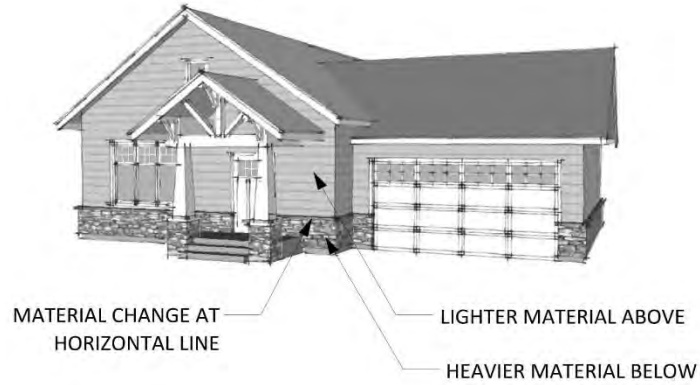 MATERIAL CHANGE AT
HORIZONTAL LINE
LIGHTER MATERIAL ABOVE
HEAVIER MATERIAL BELOW